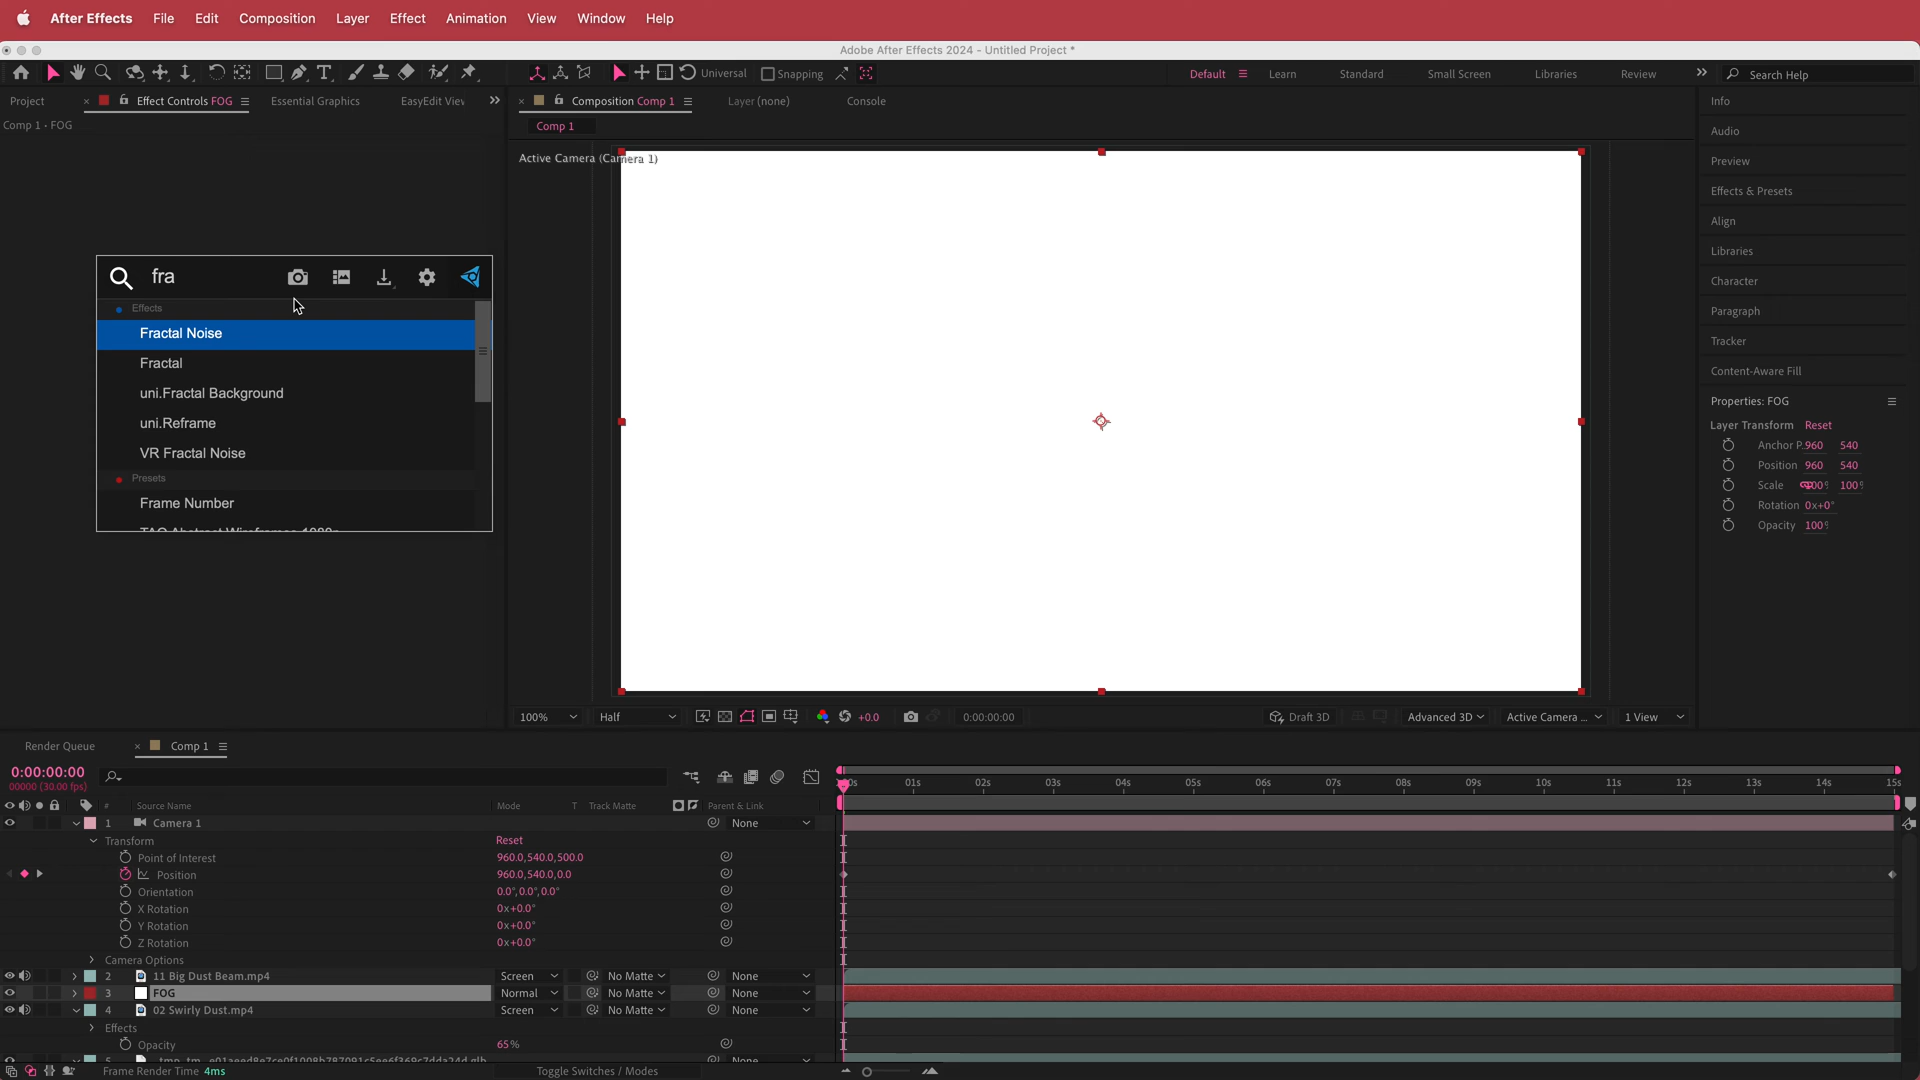 After Effects File Edit Composition Layer Effect Animation View Window Help
Adobe After Effects 2024 - Untitled Project *
Universal Snapping Default Learn Standard Small Screen Libraries Review Search Help
Project Effect Controls FOG Essential Graphics EasyEdit Viev Composition Comp 1 Layer (none) Console Info
Comp 1 • FOG
Comp 1
Audio
Active Camera (Camera 1)
Preview
Effects & Presets
Align
Libraries
fra
Character
Effects
Paragraph
Fractal Noise
Tracker
Fractal
Content-Aware Fill
uni.Fractal Background
Properties: FOG
uni.Reframe
Layer Transform Reset
VR Fractal Noise
Anchor P. 960 540
Position 960 540
Presets
Scale 100% 100%
Frame Number
Rotation 0x+0°
Opacity 100%
TAO Abstract Wireframes 1080p
100% Half +0.0 0:00:00:00 Draft 3D Advanced 3D Active Camera ... 1 View
Render Queue Comp 1
0:00:00:00
00000 (30.00 fps)
01s 02s 03s 04s 05s 06s 07s 08s 09s 10s 11s 12s 13s 14s 15s
# Source Name Mode T Track Matte Parent & Link
1 Camera 1 None
Transform Reset
Point of Interest 960.0,540.0,500.0
Position 960.0,540.0,0.0
Orientation 0.0°,0.0°,0.0°
X Rotation 0x+0.0°
Y Rotation 0x+0.0°
Z Rotation 0x+0.0°
Camera Options
2 11 Big Dust Beam.mp4 Screen No Matte None
3 FOG Normal No Matte None
4 02 Swirly Dust.mp4 Screen No Matte None
Effects
Opacity 65%
5 None
Frame Render Time 4ms Toggle Switches / Modes